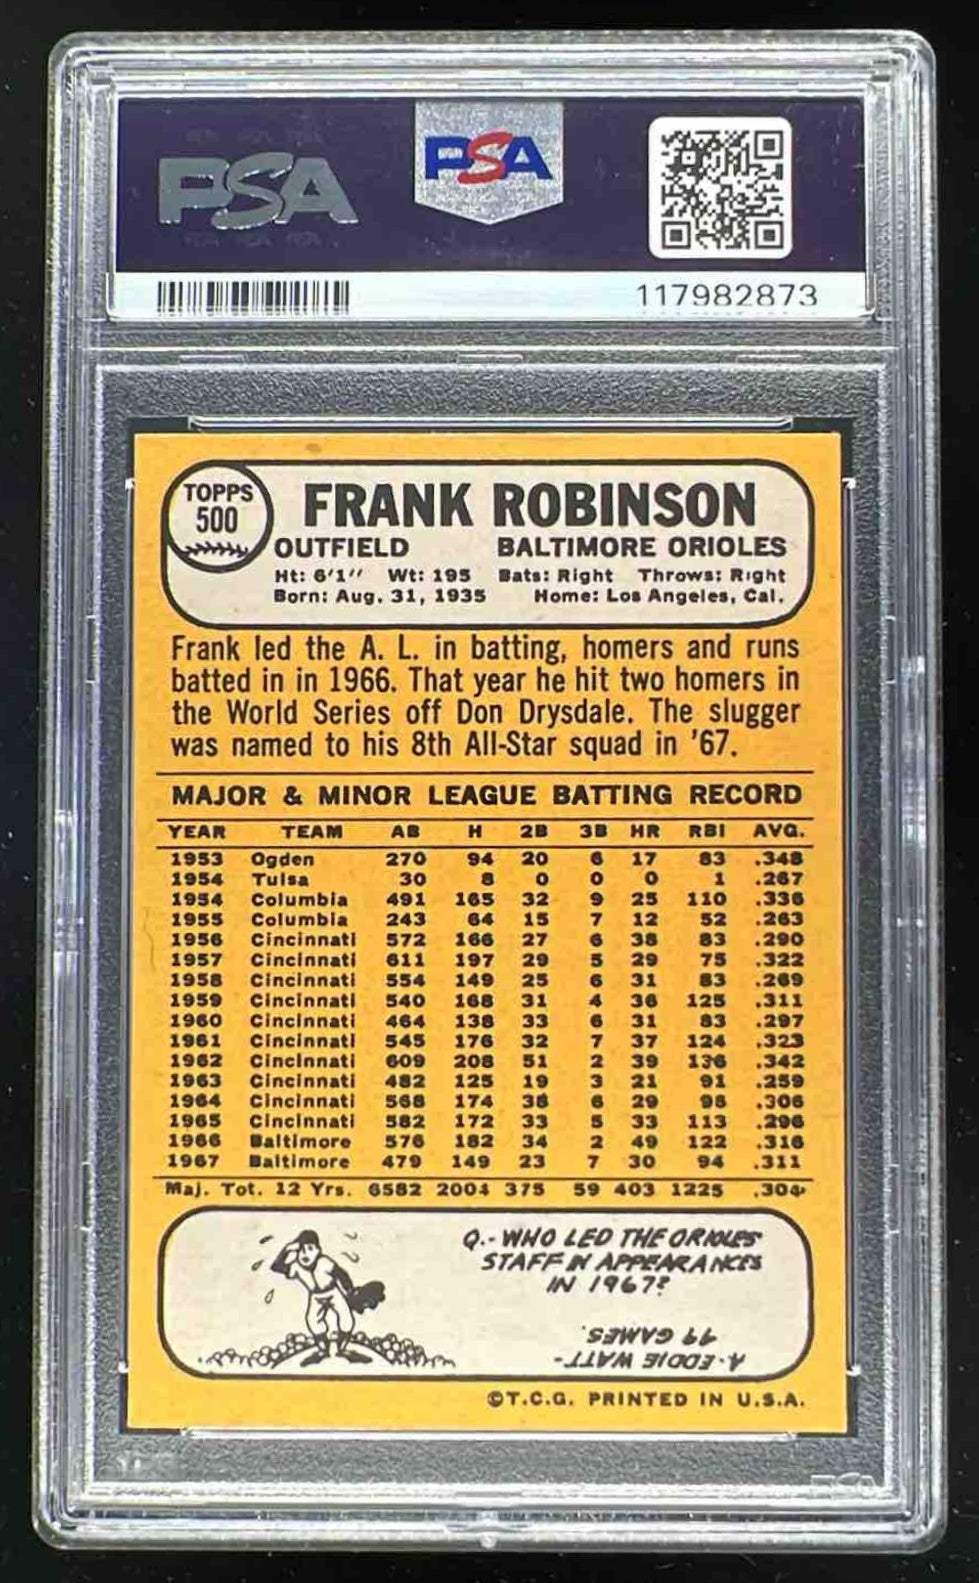 PSA
PSA
117982873
TOPPS
500
FRANK ROBINSON
OUTFIELD BALTIMORE ORIOLES
Ht: 6'1" Wt: 195 Bats: Right Throws: Right
Born: Aug. 31, 1935 Home: Los Angeles, Cal.
Frank led the A. L. in batting, homers and runs
batted in in 1966. That year he hit two homers in
the World Series off Don Drysdale. The slugger
was named to his 8th All-Star squad in '67.
MAJOR & MINOR LEAGUE BATTING RECORD
YEAR TEAM AB H 2B 3B HR RBI AVG.
1953 Ogden 270 94 20 6 17 83 .348
1954 Tulsa 30 8 0 0 0 1 .267
1954 Columbia 491 165 32 9 25 110 .336
1955 Columbia 243 64 15 7 12 52 .263
1956 Cincinnati 572 166 27 6 38 83 .290
1957 Cincinnati 611 197 29 5 29 75 .322
1958 Cincinnati 554 149 25 6 31 83 .269
1959 Cincinnati 540 168 31 4 36 125 .311
1960 Cincinnati 464 138 33 6 31 83 .297
1961 Cincinnati 545 176 32 7 37 124 .323
1962 Cincinnati 609 208 51 2 39 136 .342
1963 Cincinnati 482 125 19 3 21 91 .259
1964 Cincinnati 568 174 38 6 29 96 .306
1965 Cincinnati 582 172 33 5 33 113 .296
1966 Baltimore 576 182 34 2 49 122 .316
1967 Baltimore 479 149 23 7 30 94 .311
Maj. Tot. 12 Yrs. 6582 2004 375 59 403 1225 .304
Q.- WHO LED THE ORIOLES
STAFF IN APPEARANCES
IN 1967?
A- EDDIE WATT-
49 GAMES.
©T.C.G. PRINTED IN U.S.A.
PSA